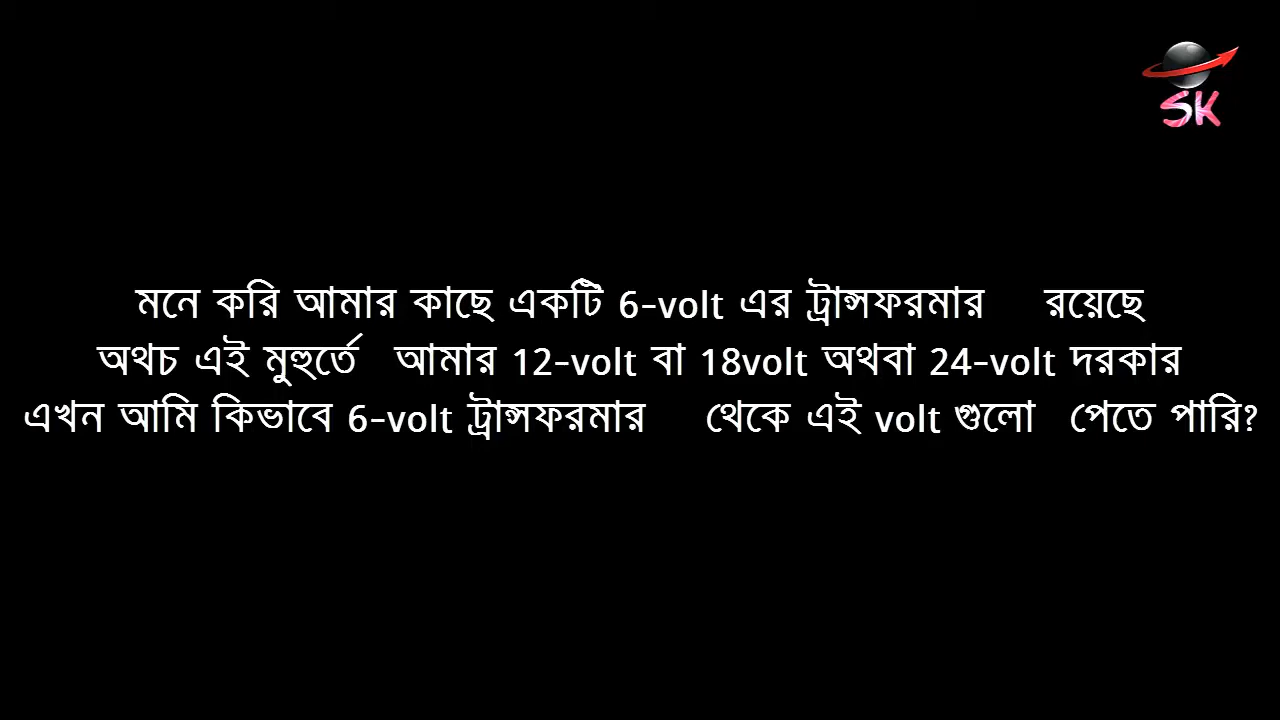 SK
মনে করি আমার কাছে একটি 6-volt এর ট্রান্সফরমার রয়েছে
অথচ এই মুহুর্তে আমার 12-volt বা 18volt অথবা 24-volt দরকার
এখন আমি কিভাবে 6-volt ট্রান্সফরমার থেকে এই volt গুলো পেতে পারি?